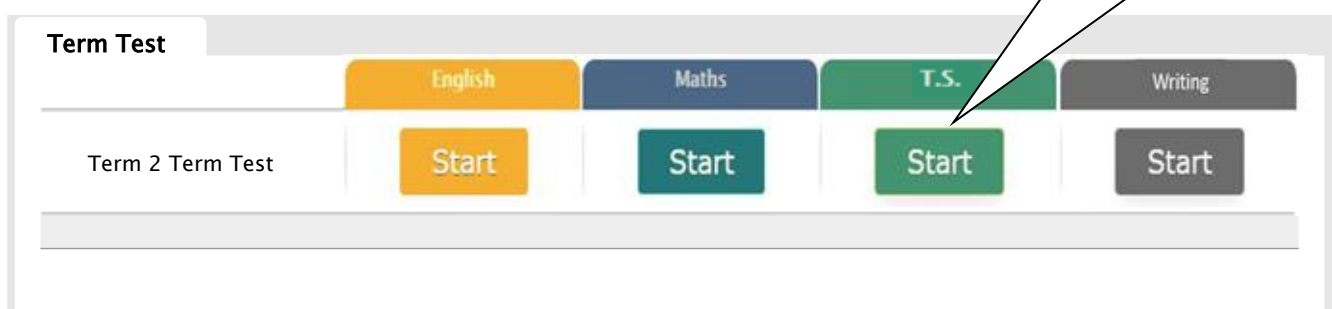 Term Test
English Maths T.S. Writing
Term 2 Term Test Start Start Start Start